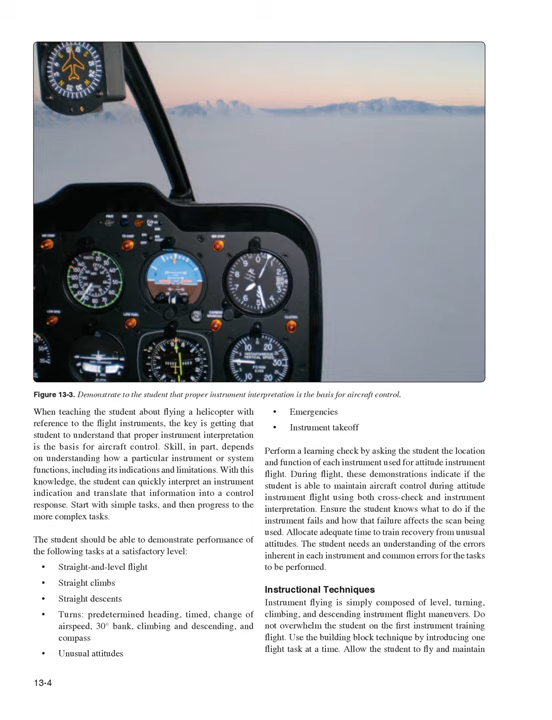 Figure 13-3. Demonstrate to the student that proper instrument interpretation is the basis for aircraft control.
When teaching the student about flying a helicopter with
reference to the flight instruments, the key is getting that
student to understand that proper instrument interpretation
is the basis for aircraft control. Skill, in part, depends
on understanding how a particular instrument or system
functions, including its indications and limitations. With this
knowledge, the student can quickly interpret an instrument
indication and translate that information into a control
response. Start with simple tasks, and then progress to the
more complex tasks.
The student should be able to demonstrate performance of
the following tasks at a satisfactory level:
• Straight-and-level flight
• Straight climbs
• Straight descents
• Turns: predetermined heading, timed, change of
airspeed, 30° bank, climbing and descending, and
compass
• Unusual attitudes
• Emergencies
• Instrument takeoff
Perform a learning check by asking the student the location
and function of each instrument used for attitude instrument
flight. During flight, these demonstrations indicate if the
student is able to maintain aircraft control during attitude
instrument flight using both cross-check and instrument
interpretation. Ensure the student knows what to do if the
instrument fails and how that failure affects the scan being
used. Allocate adequate time to train recovery from unusual
attitudes. The student needs an understanding of the errors
inherent in each instrument and common errors for the tasks
to be performed.
Instructional Techniques
Instrument flying is simply composed of level, turning,
climbing, and descending instrument flight maneuvers. Do
not overwhelm the student on the first instrument training
flight. Use the building block technique by introducing one
flight task at a time. Allow the student to fly and maintain
13-4